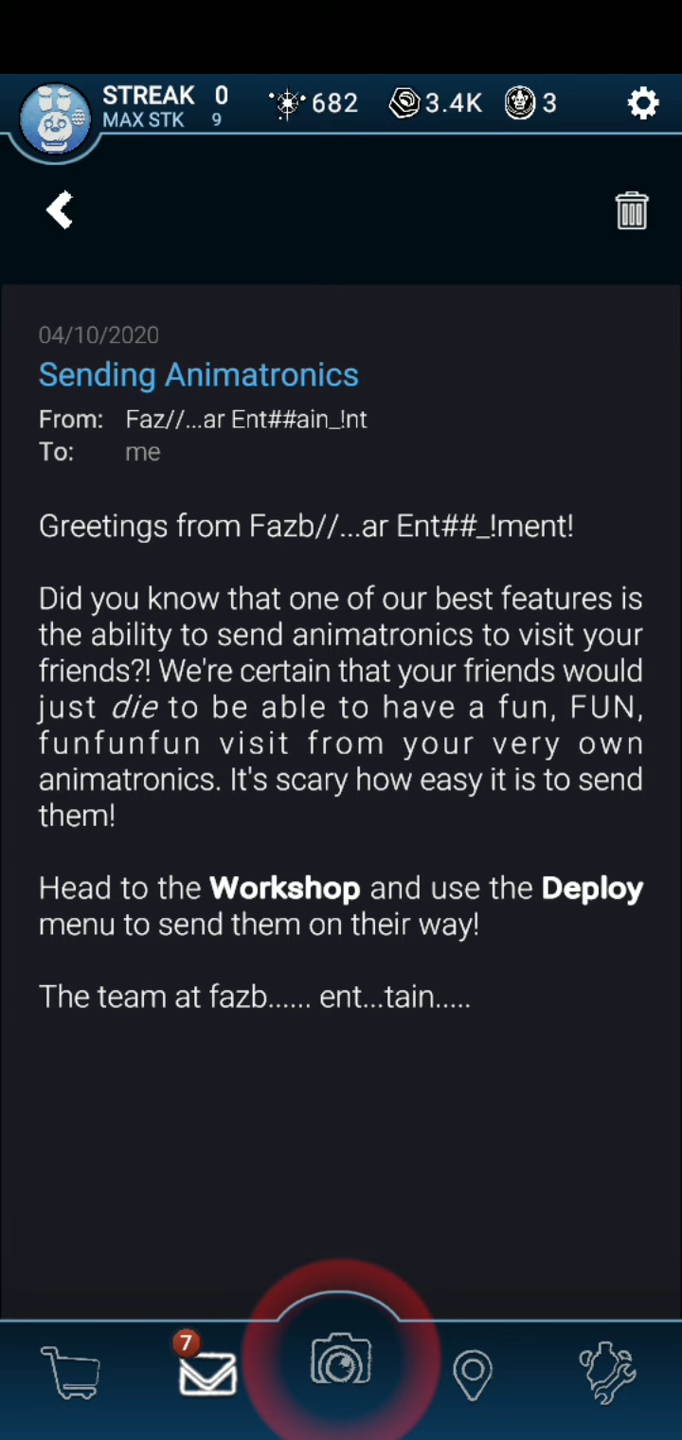 STREAK 0 682 3.4K 3
MAX STK 9
04/10/2020
Sending Animatronics
From: Faz//...ar Ent##ain_!nt
To: me
Greetings from Fazb//...ar Ent##_!ment!
Did you know that one of our best features is
the ability to send animatronics to visit your
friends?! We're certain that your friends would
just die to be able to have a fun, FUN,
funfunfun visit from your very own
animatronics. It's scary how easy it is to send
them!
Head to the Workshop and use the Deploy
menu to send them on their way!
The team at fazb...... ent...tain.....
7